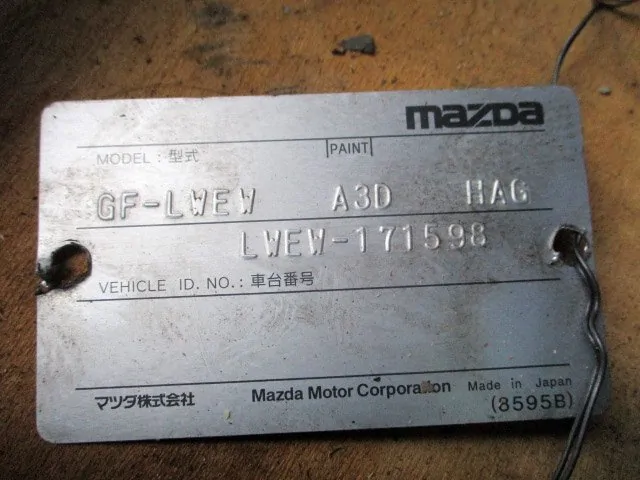 mazda
MODEL : 型式 PAINT
GF-LWEW A3D HAG
LWEW-171598
VEHICLE ID. NO.: 車台番号
マツダ株式会社 Mazda Motor Corporation Made in Japan
(8595B)